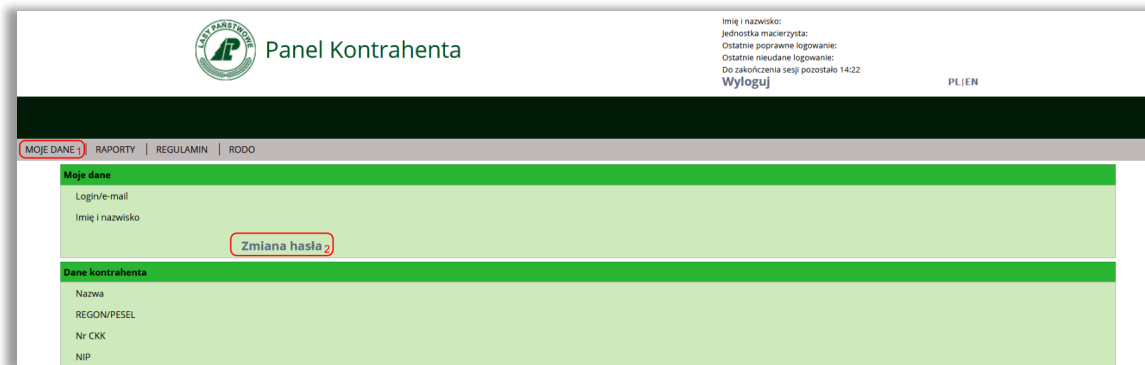 LASY PAŃSTWOWE
Panel Kontrahenta
Imię i nazwisko:
Jednostka macierzysta:
Ostatnie poprawne logowanie:
Ostatnie nieudane logowanie:
Do zakończenia sesji pozostało 14:22
Wyloguj PL|EN
MOJE DANE 1 | RAPORTY | REGULAMIN | RODO
Moje dane
Login/e-mail
Imię i nazwisko
Zmiana hasła 2
Dane kontrahenta
Nazwa
REGON/PESEL
Nr CKK
NIP